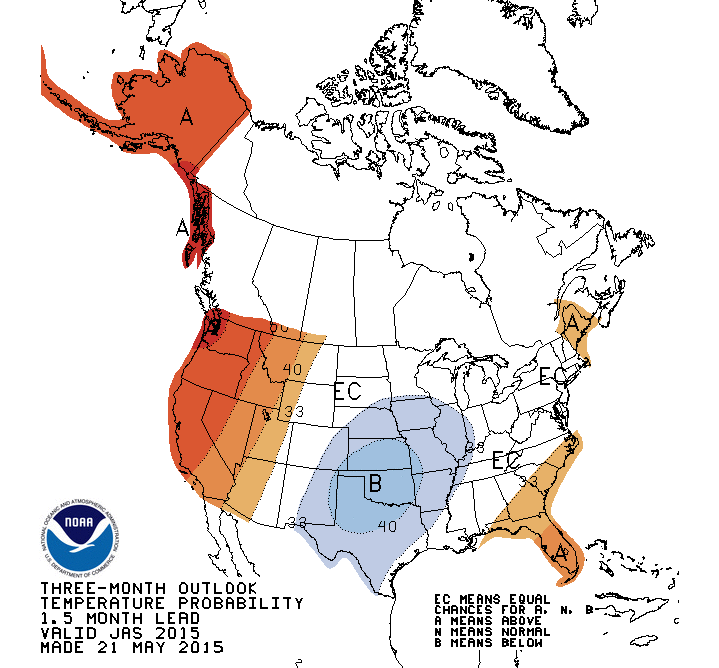 A
A
60
A
40
EC
EC
33
B
EC
33
33
40
A
NOAA
NATIONAL OCEANIC AND ATMOSPHERIC ADMINISTRATION
U.S. DEPARTMENT OF COMMERCE
THREE-MONTH OUTLOOK
TEMPERATURE PROBABILITY
1.5 MONTH LEAD
VALID JAS 2015
MADE 21 MAY 2015
EC MEANS EQUAL
CHANCES FOR A, N, B
A MEANS ABOVE
N MEANS NORMAL
B MEANS BELOW